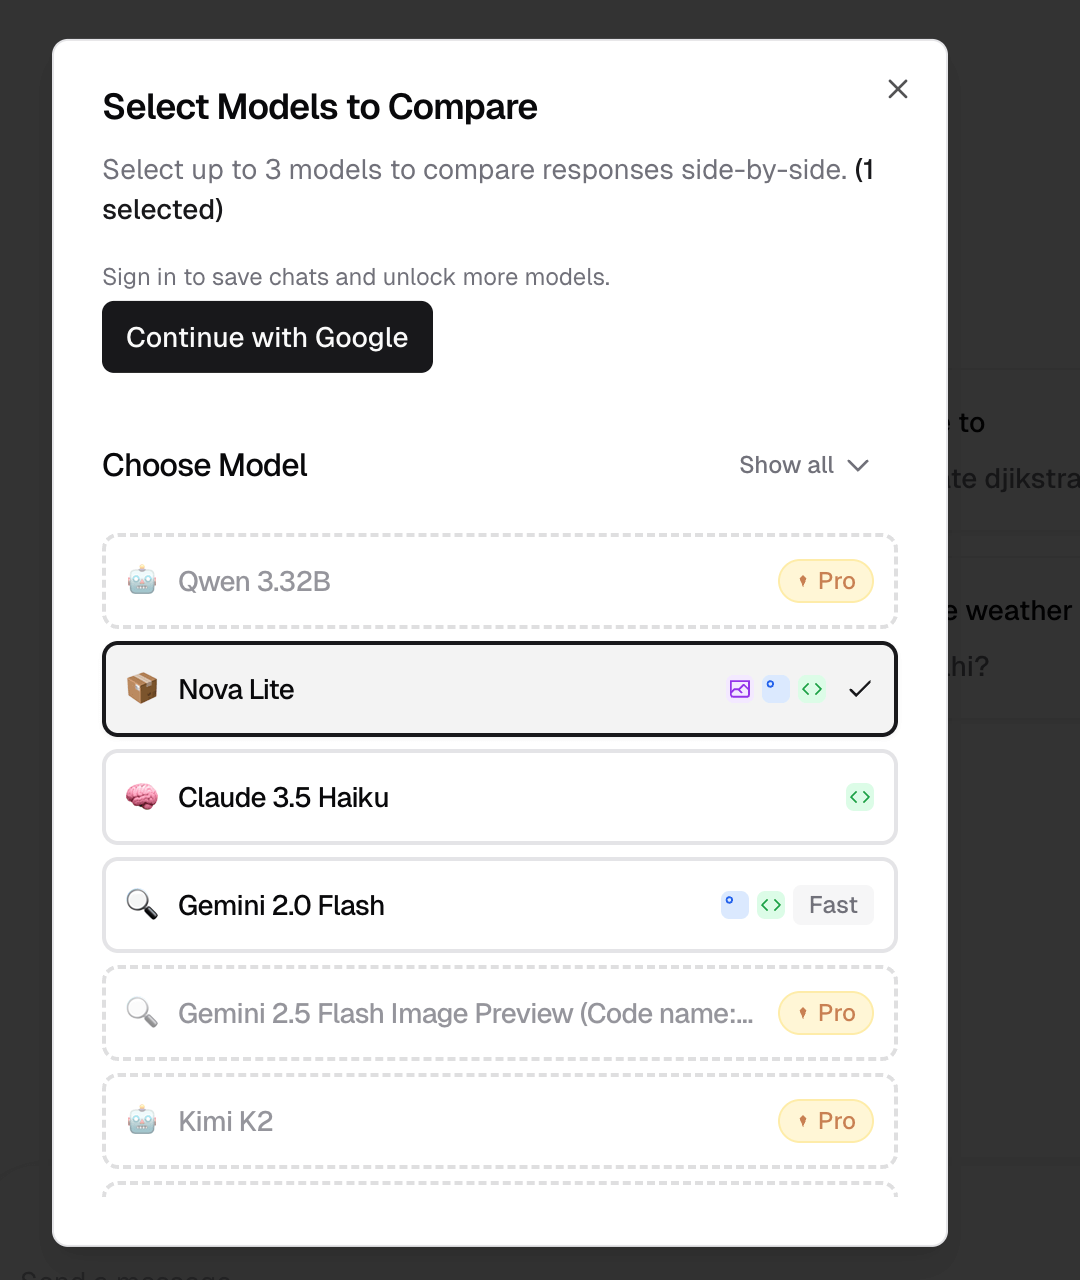 Select Models to Compare
Select up to 3 models to compare responses side-by-side. (1
selected)
Sign in to save chats and unlock more models.
Continue with Google
Choose Model
Show all
Qwen 3.32B
Pro
Nova Lite
Claude 3.5 Haiku
Gemini 2.0 Flash
Fast
Gemini 2.5 Flash Image Preview (Code name:...
Pro
Kimi K2
Pro
to
djikstra
weather
Send a message